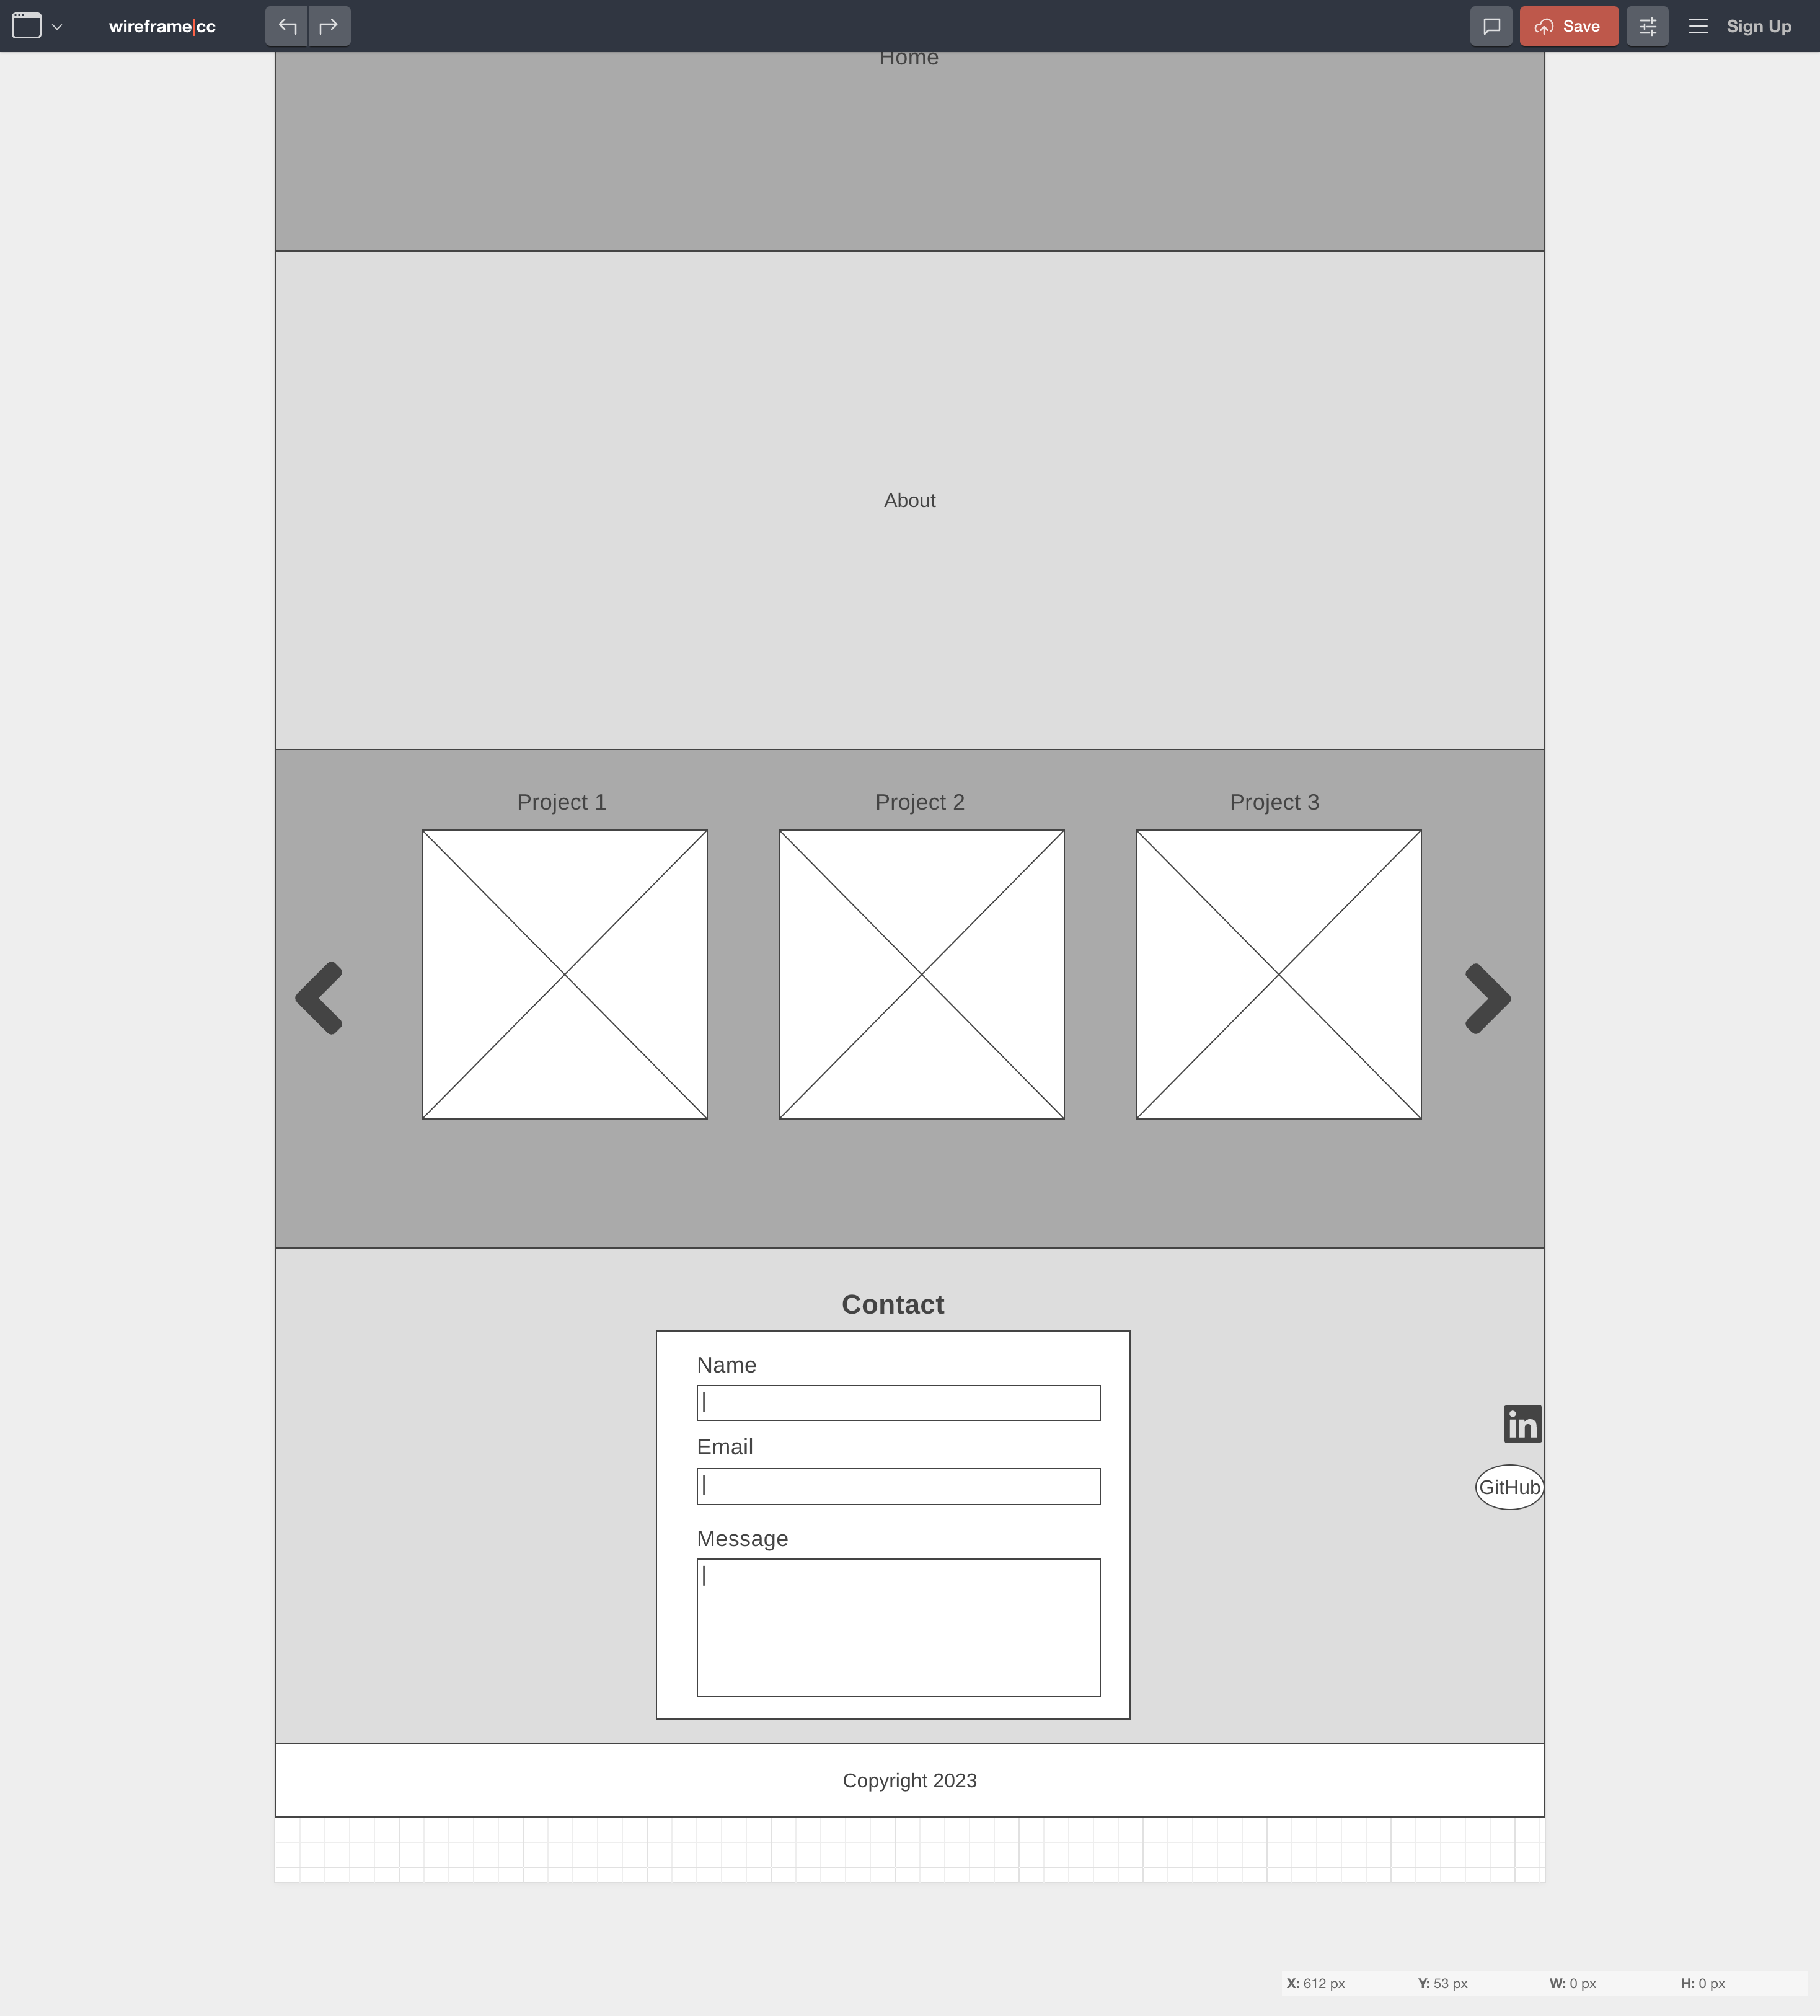 wireframe|cc
Save
Sign Up
Home
About
Project 1 Project 2 Project 3
Contact
Name
Email
Message
in
GitHub
Copyright 2023
X: 612 px Y: 53 px W: 0 px H: 0 px